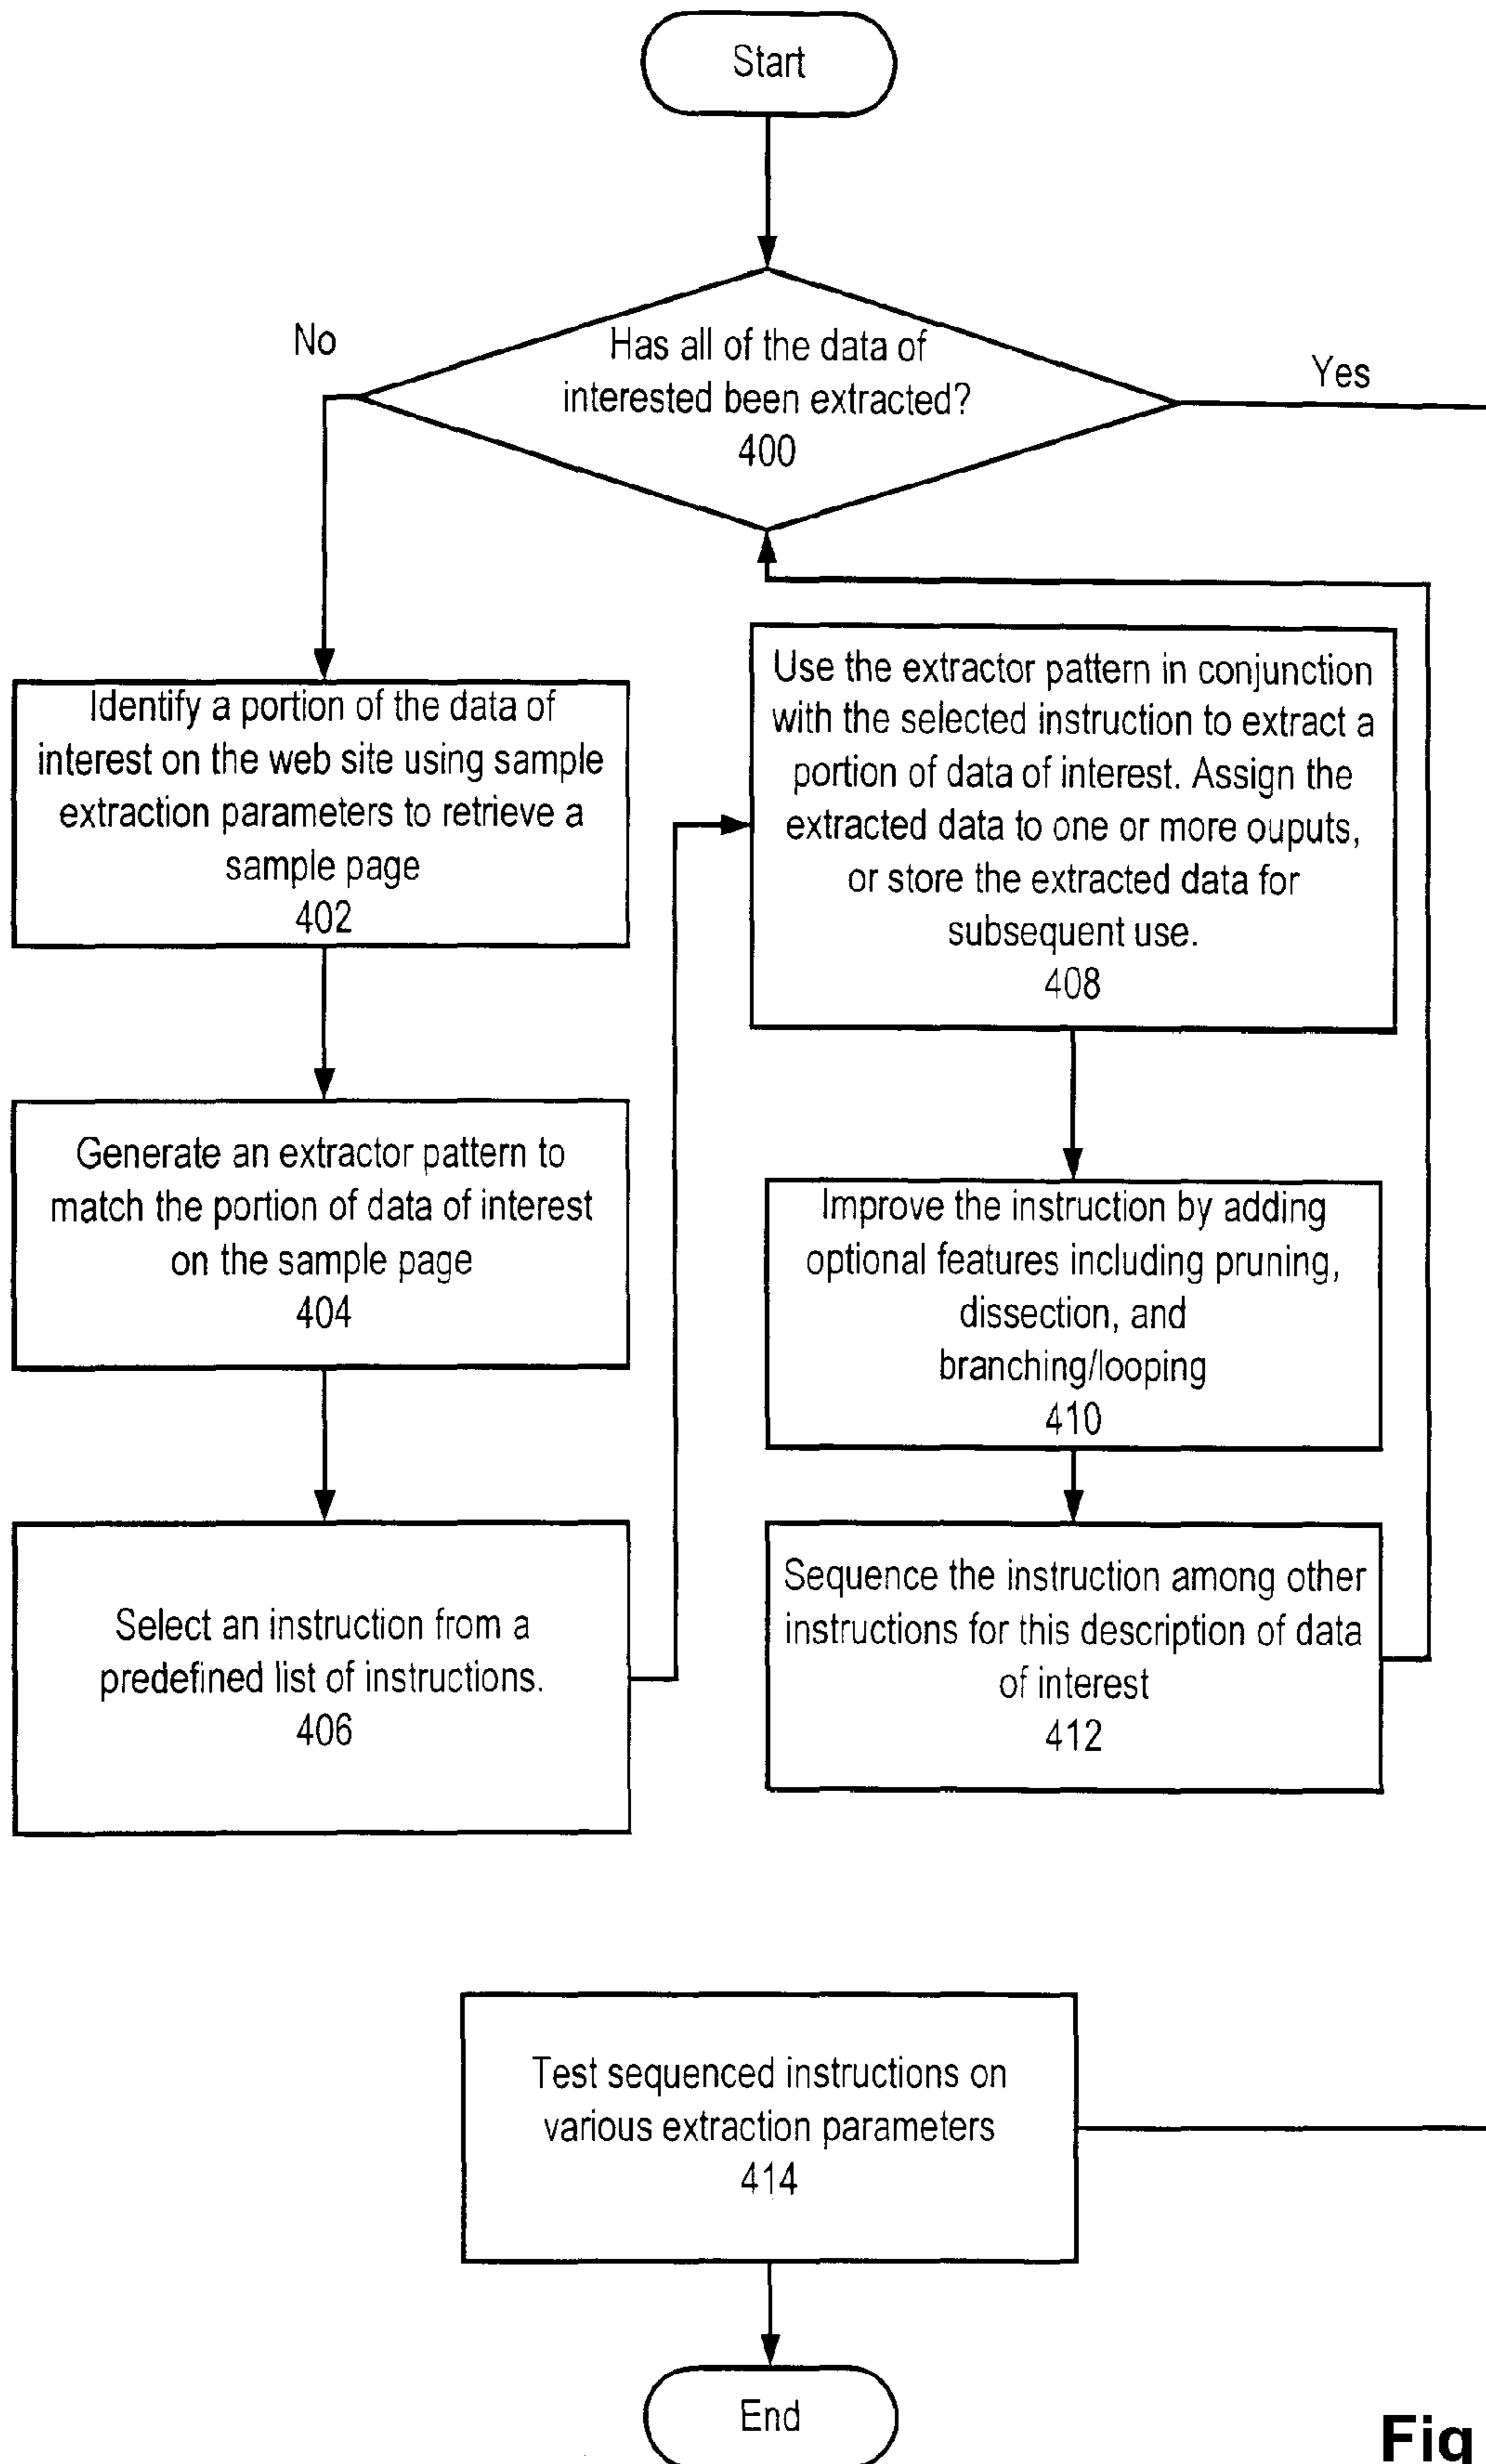 Start
Has all of the data of
interested been extracted?
400
No
Yes
Identify a portion of the data of
interest on the web site using sample
extraction parameters to retrieve a
sample page
402
Generate an extractor pattern to
match the portion of data of interest
on the sample page
404
Select an instruction from a
predefined list of instructions.
406
Use the extractor pattern in conjunction
with the selected instruction to extract a
portion of data of interest. Assign the
extracted data to one or more ouputs,
or store the extracted data for
subsequent use.
408
Improve the instruction by adding
optional features including pruning,
dissection, and
branching/looping
410
Sequence the instruction among other
instructions for this description of data
of interest
412
Test sequenced instructions on
various extraction parameters
414
End
Fig